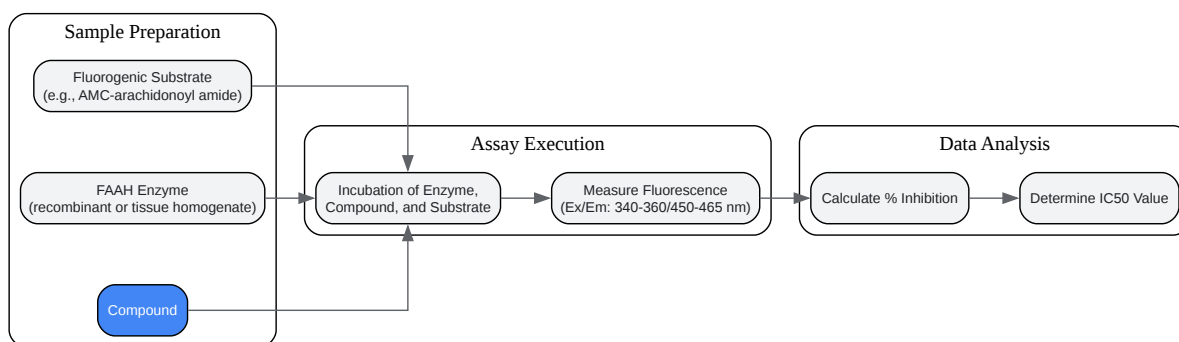 Sample Preparation
Fluorogenic Substrate
(e.g., AMC-arachidonoyl amide)
FAAH Enzyme
(recombinant or tissue homogenate)
Compound
Assay Execution
Incubation of Enzyme,
Compound, and Substrate
Measure Fluorescence
(Ex/Em: 340-360/450-465 nm)
Data Analysis
Calculate % Inhibition
Determine IC50 Value